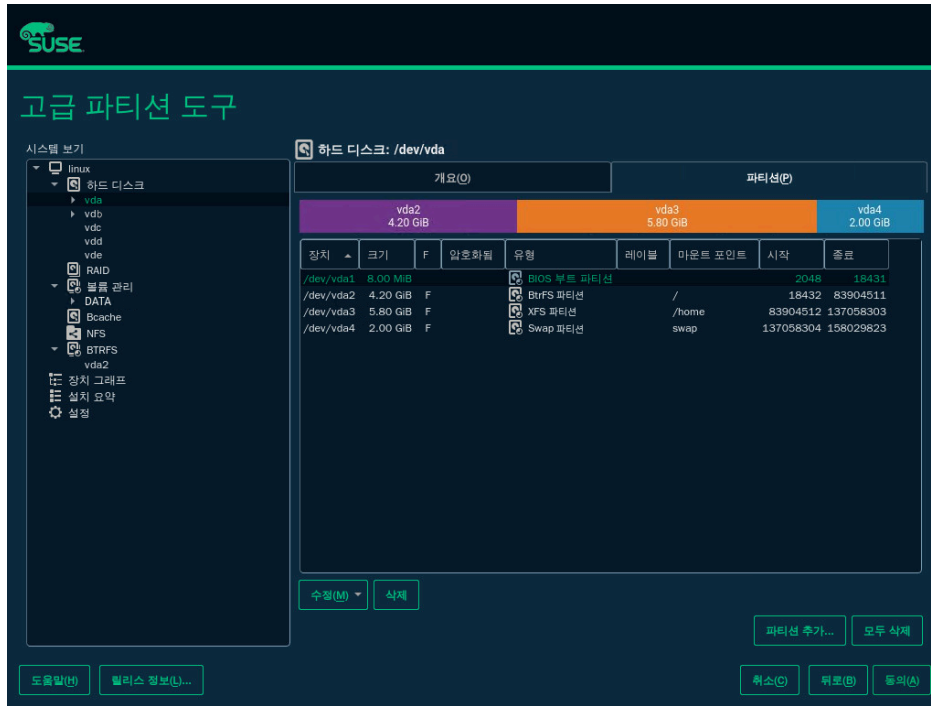 SUSE
고급 파티션 도구
시스템 보기
linux
하드 디스크
vda
vdb
vdc
vdd
vde
RAID
볼륨 관리
DATA
Bcache
NFS
BTRFS
vda2
장치 그래프
설치 요약
설정
하드 디스크: /dev/vda
개요(O) 파티션(P)
vda2 vda3 vda4
4.20 GiB 5.80 GiB 2.00 GiB
장치 크기 F 암호화됨 유형 레이블 마운트 포인트 시작 종료
/dev/vda1 8.00 MiB BIOS 부트 파티션 2048 18431
/dev/vda2 4.20 GiB F BtrFS 파티션 / 18432 83904511
/dev/vda3 5.80 GiB F XFS 파티션 /home 83904512 137058303
/dev/vda4 2.00 GiB F Swap 파티션 swap 137058304 158029823
수정(M) 삭제
파티션 추가... 모두 삭제
도움말(H) 릴리스 정보(L)... 취소(C) 뒤로(B) 동의(A)